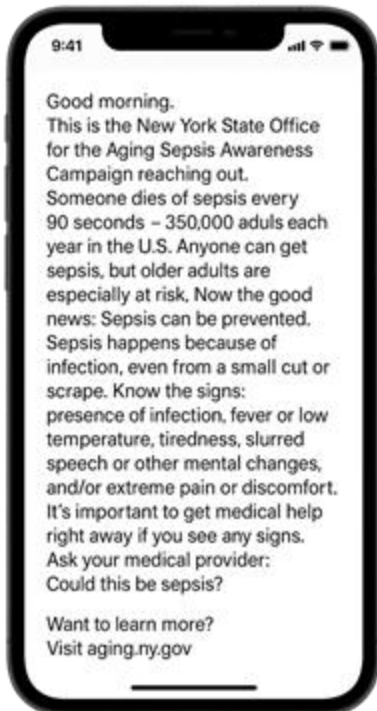 9:41
Good morning.
This is the New York State Office
for the Aging Sepsis Awareness
Campaign reaching out.
Someone dies of sepsis every
90 seconds – 350,000 aduls each
year in the U.S. Anyone can get
sepsis, but older adults are
especially at risk, Now the good
news: Sepsis can be prevented.
Sepsis happens because of
infection, even from a small cut or
scrape. Know the signs:
presence of infection, fever or low
temperature, tiredness, slurred
speech or other mental changes,
and/or extreme pain or discomfort.
It's important to get medical help
right away if you see any signs.
Ask your medical provider:
Could this be sepsis?
Want to learn more?
Visit aging.ny.gov